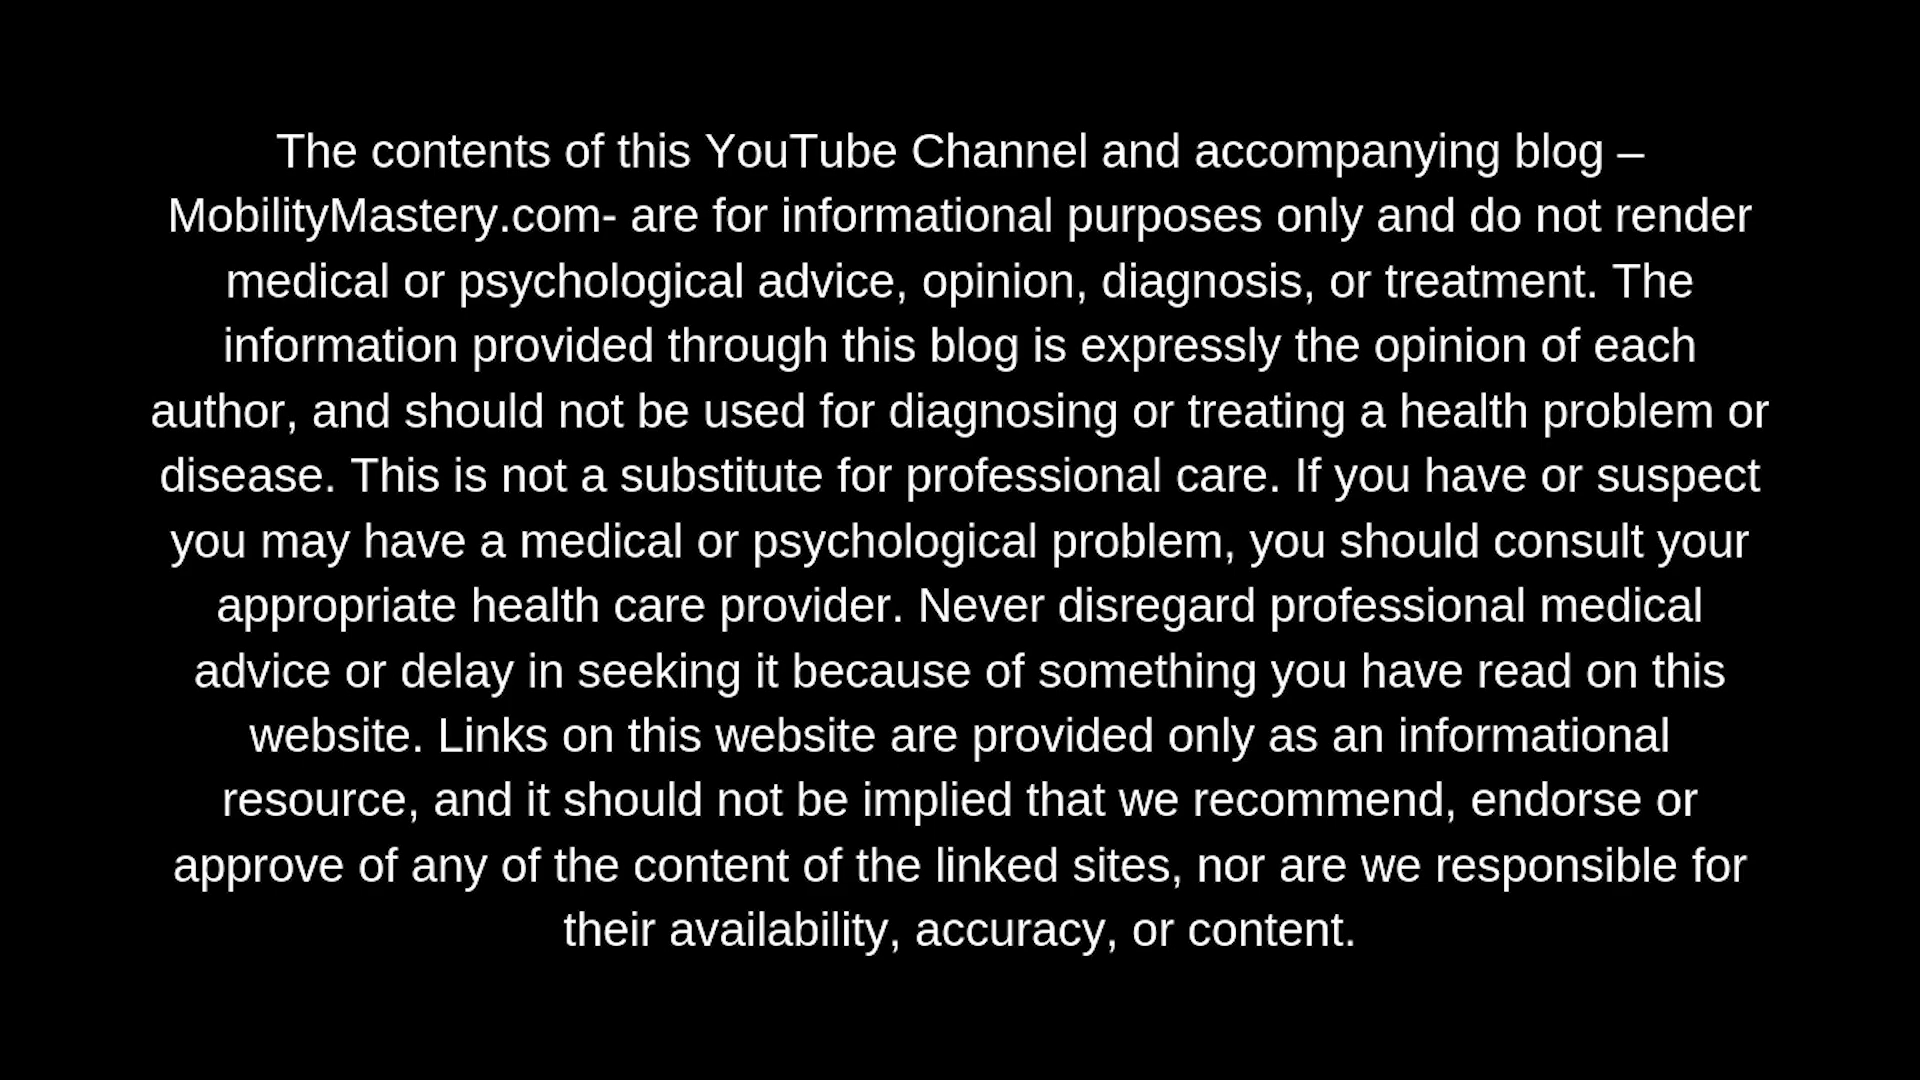 The contents of this YouTube Channel and accompanying blog –
MobilityMastery.com- are for informational purposes only and do not render
medical or psychological advice, opinion, diagnosis, or treatment. The
information provided through this blog is expressly the opinion of each
author, and should not be used for diagnosing or treating a health problem or
disease. This is not a substitute for professional care. If you have or suspect
you may have a medical or psychological problem, you should consult your
appropriate health care provider. Never disregard professional medical
advice or delay in seeking it because of something you have read on this
website. Links on this website are provided only as an informational
resource, and it should not be implied that we recommend, endorse or
approve of any of the content of the linked sites, nor are we responsible for
their availability, accuracy, or content.